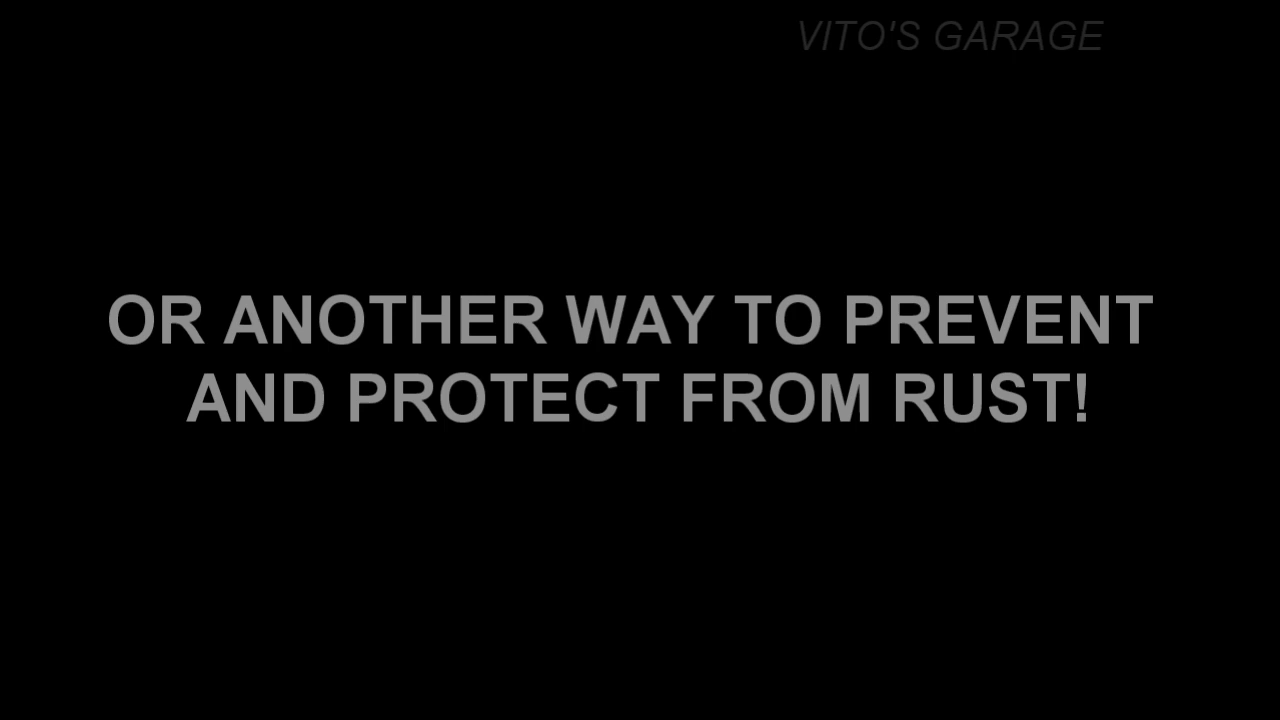 VITO'S GARAGE
OR ANOTHER WAY TO PREVENT
AND PROTECT FROM RUST!